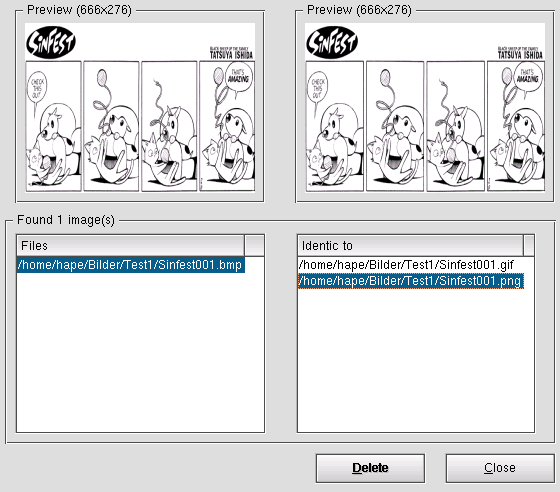 Preview (666x276)
Preview (666x276)
SINFEST
BLACK SHEEP OF THE FAMILY
TATSUYA ISHIDA
CHECK
THIS
OUT.
THAT'S
AMAZING
SINFEST
BLACK SHEEP OF THE FAMILY
TATSUYA ISHIDA
CHECK
THIS
OUT.
THAT'S
AMAZING
Found 1 image(s)
Files
Identic to
/home/hape/Bilder/Test1/Sinfest001.bmp
/home/hape/Bilder/Test1/Sinfest001.gif
/home/hape/Bilder/Test1/Sinfest001.png
Delete
Close